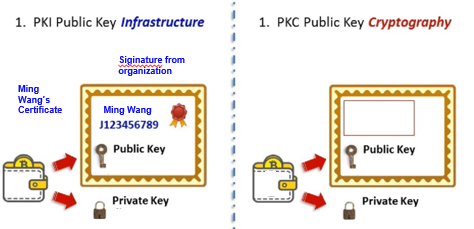 1. PKI Public Key Infrastructure
Siginature from
organization
Ming
Wang's
Certificate
Ming Wang
J123456789
Public Key
Private Key
1. PKC Public Key Cryptography
Public Key
Private Key